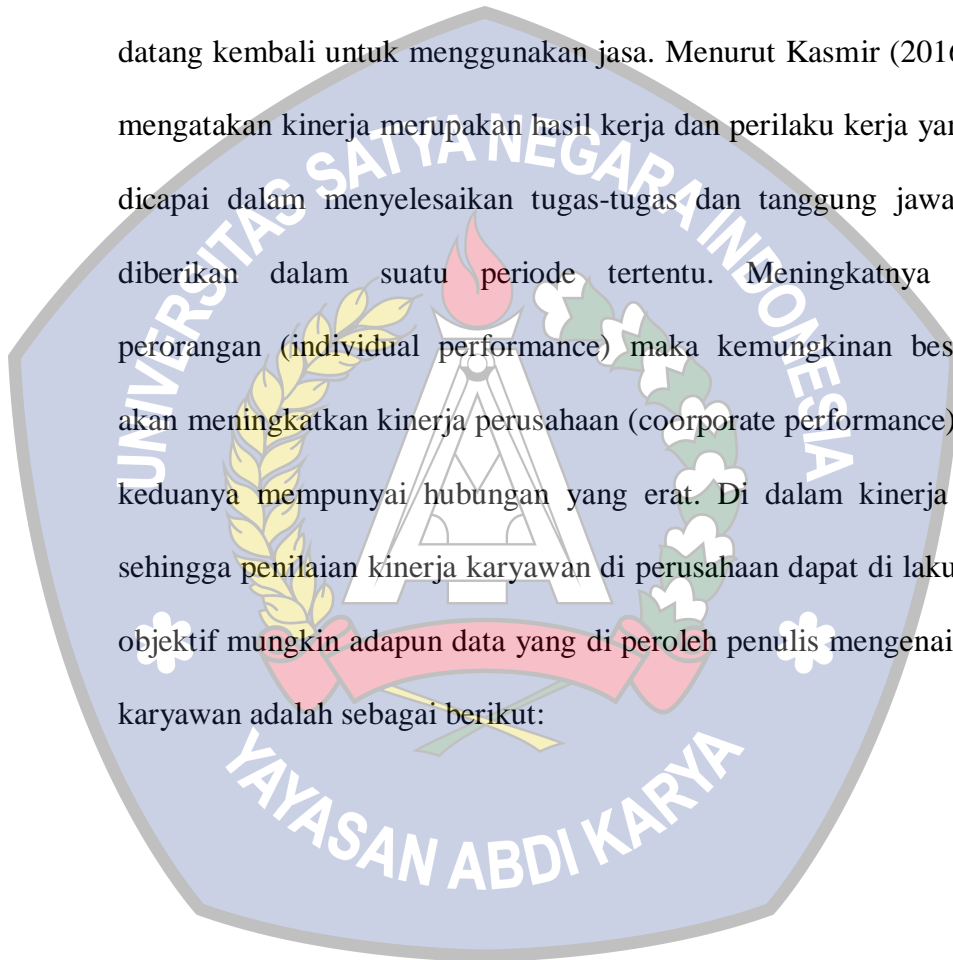 datang kembali untuk menggunakan jasa. Menurut Kasmir (2016
mengatakan kinerja merupakan hasil kerja dan perilaku kerja yan
dicapai dalam menyelesaikan tugas-tugas dan tanggung jawa
diberikan dalam suatu periode tertentu. Meningkatnya
perorangan (individual performance) maka kemungkinan bes
akan meningkatkan kinerja perusahaan (coorporate performance)
keduanya mempunyai hubungan yang erat. Di dalam kinerja
sehingga penilaian kinerja karyawan di perusahaan dapat di laku
objektif mungkin adapun data yang di peroleh penulis mengenai
karyawan adalah sebagai berikut:
UNIVERSITAS SATYA NEGARA INDONESIA
YAYASAN ABDI KARYA